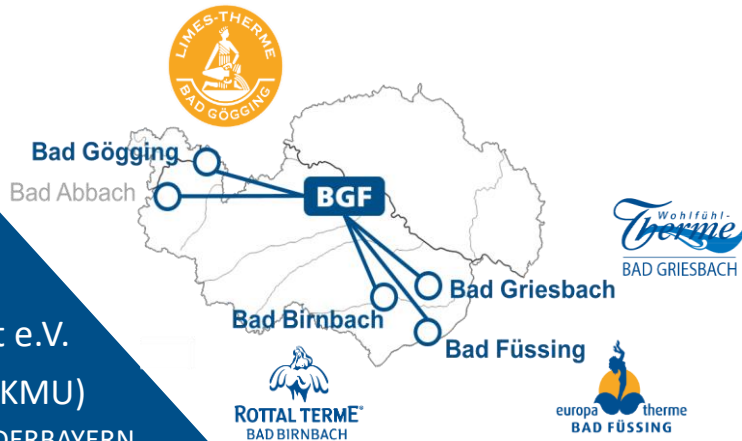 LIMES-THERME
BAD GÖGGING
Bad Gögging
Bad Abbach
BGF
Wohlfühl-
Therme
BAD GRIESBACH
Bad Griesbach
Bad Birnbach
Bad Füssing
t e.V.
KMU)
DERBAYERN
ROTTAL TERME®
BAD BIRNBACH
europa therme
BAD FÜSSING